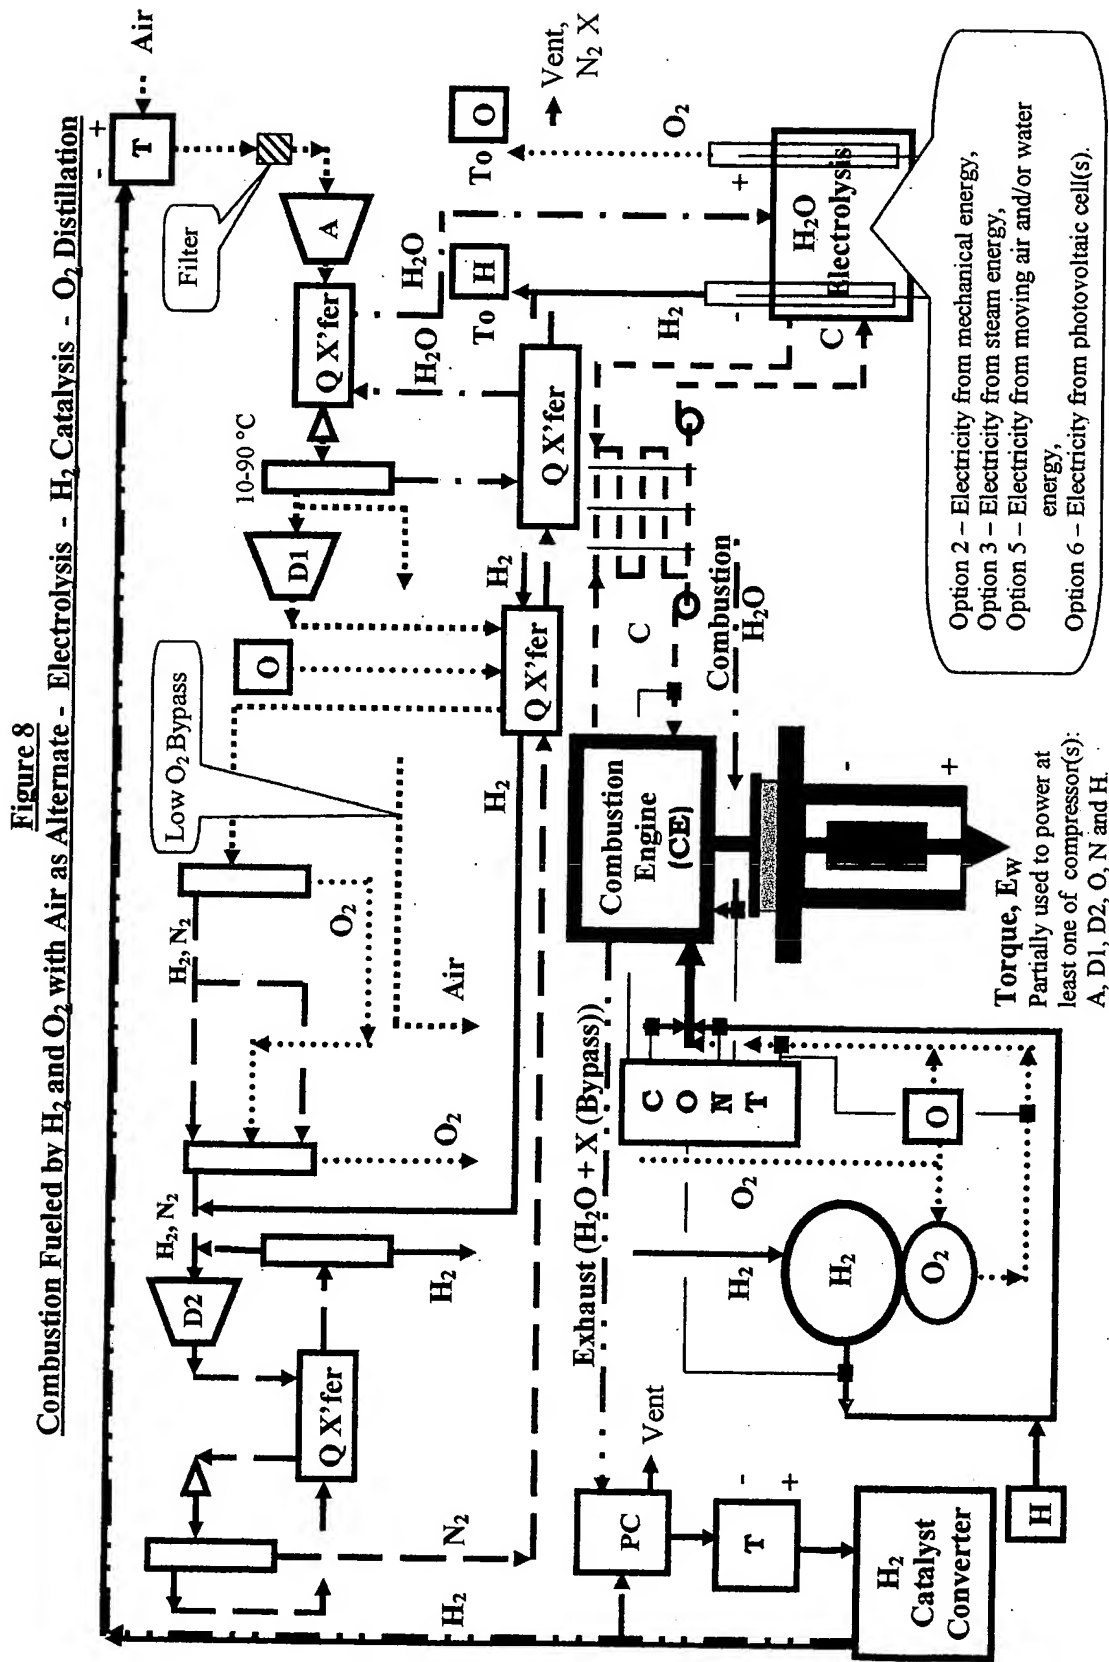 Figure 8
Combustion Fueled by H₂ and O₂ with Air as Alternate - Electrolysis - H₂ Catalysis - O₂ Distillation
- +
T
Air
Filter
A
Q X'fer
H₂O
H₂O
10-90 °C
D1
O
Low O₂ Bypass
H₂, N₂
O₂
Air
H₂, N₂
O₂
D2
H₂
Q X'fer
N₂
H₂
H₂
Q X'fer
H₂
Q X'fer
To H
To O
Vent,
N₂ X
H₂
O₂
- +
H₂O
Electrolysis
C
C
Combustion
H₂O
Combustion
Engine
(CE)
Exhaust (H₂O + X (Bypass))
C
O
N
T
O₂
H₂
H₂
O₂
O
PC
Vent
T
- +
H₂
Catalyst
Converter
H
- +
Torque, E_W
Partially used to power at
least one of compressor(s):
A, D1, D2, O, N and H.
Option 2 – Electricity from mechanical energy,
Option 3 – Electricity from steam energy,
Option 5 – Electricity from moving air and/or water
energy,
Option 6 – Electricity from photovoltaic cell(s).